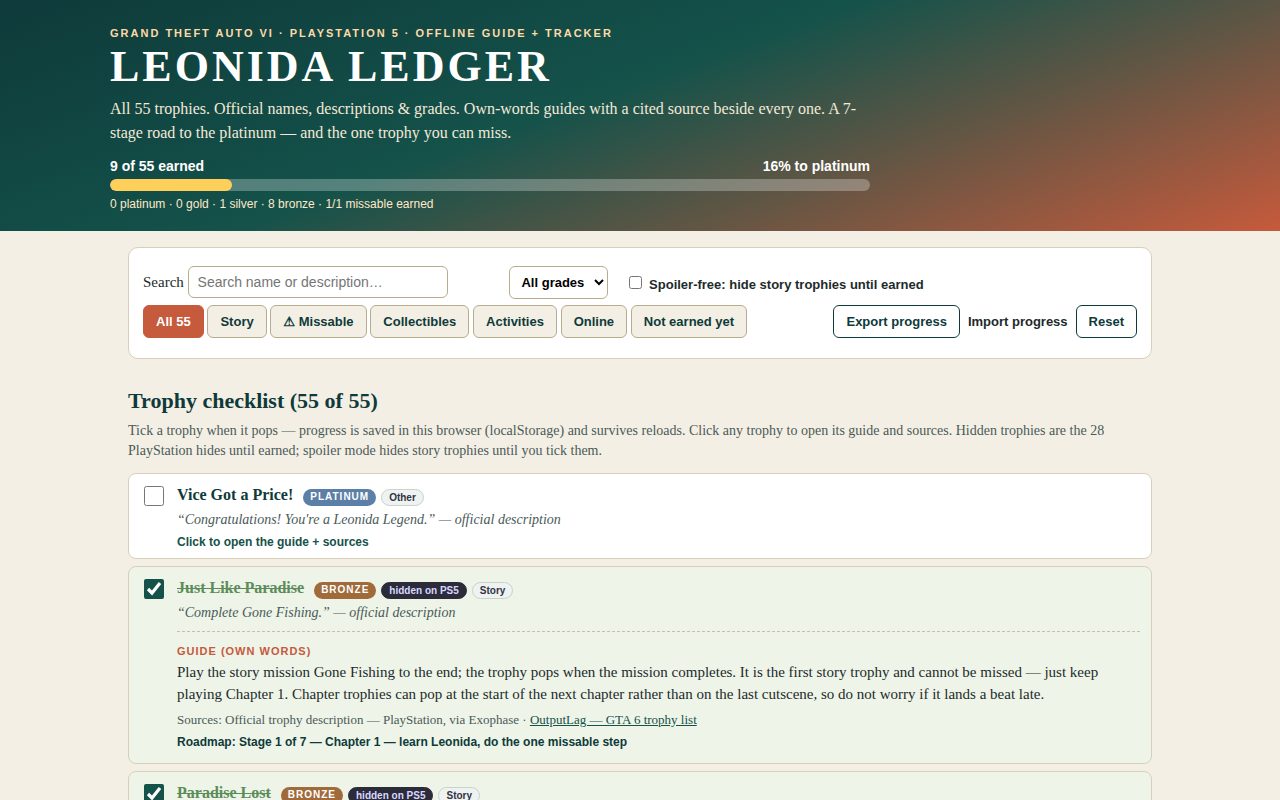 GRAND THEFT AUTO VI · PLAYSTATION 5 · OFFLINE GUIDE + TRACKER
LEONIDA LEDGER
All 55 trophies. Official names, descriptions & grades. Own-words guides with a cited source beside every one. A 7-
stage road to the platinum — and the one trophy you can miss.
9 of 55 earned 16% to platinum
0 platinum · 0 gold · 1 silver · 8 bronze · 1/1 missable earned
Search Search name or description… All grades Spoiler-free: hide story trophies until earned
All 55 Story ⚠ Missable Collectibles Activities Online Not earned yet Export progress Import progress Reset
Trophy checklist (55 of 55)
Tick a trophy when it pops — progress is saved in this browser (localStorage) and survives reloads. Click any trophy to open its guide and sources. Hidden trophies are the 28
PlayStation hides until earned; spoiler mode hides story trophies until you tick them.
Vice Got a Price! PLATINUM Other
“Congratulations! You're a Leonida Legend.” — official description
Click to open the guide + sources
Just Like Paradise BRONZE hidden on PS5 Story
“Complete Gone Fishing.” — official description
GUIDE (OWN WORDS)
Play the story mission Gone Fishing to the end; the trophy pops when the mission completes. It is the first story trophy and cannot be missed — just keep
playing Chapter 1. Chapter trophies can pop at the start of the next chapter rather than on the last cutscene, so do not worry if it lands a beat late.
Sources: Official trophy description — PlayStation, via Exophase · OutputLag — GTA 6 trophy list
Roadmap: Stage 1 of 7 — Chapter 1 — learn Leonida, do the one missable step
Paradise Lost BRONZE hidden on PS5 Story